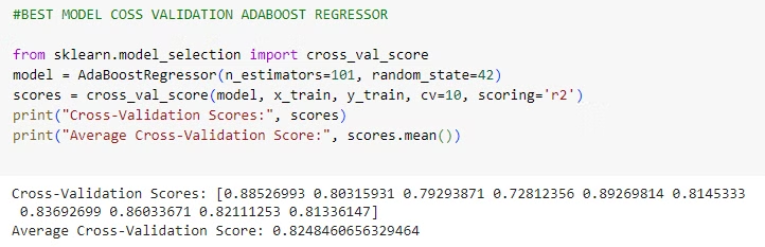 #BEST MODEL COSS VALIDATION ADABOOST REGRESSOR
from sklearn.model_selection import cross_val_score
model = AdaBoostRegressor(n_estimators=101, random_state=42)
scores = cross_val_score(model, x_train, y_train, cv=10, scoring='r2')
print("Cross-Validation Scores:", scores)
print("Average Cross-Validation Score:", scores.mean())
Cross-Validation Scores: [0.88526993 0.80315931 0.79293871 0.72812356 0.89269814 0.8145333
0.83692699 0.86033671 0.82111253 0.81336147]
Average Cross-Validation Score: 0.8248460656329464